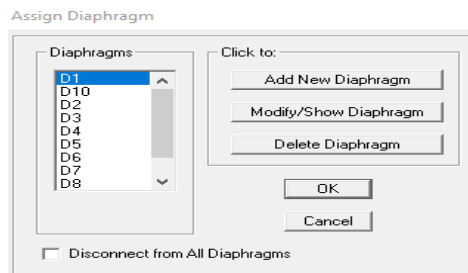 Assign Diaphragm
Diaphragms
D1
D10
D2
D3
D4
D5
D6
D7
D8
Click to:
Add New Diaphragm
Modify/Show Diaphragm
Delete Diaphragm
OK
Cancel
Disconnect from All Diaphragms